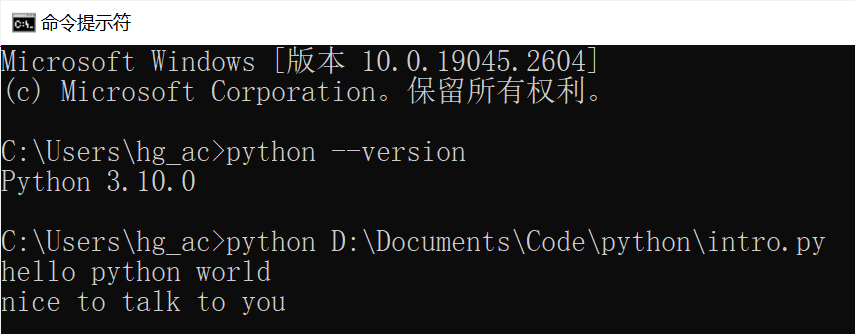 命令提示符
Microsoft Windows [版本 10.0.19045.2604]
(c) Microsoft Corporation。保留所有权利。
C:\Users\hg_ac>python --version
Python 3.10.0
C:\Users\hg_ac>python D:\Documents\Code\python\intro.py
hello python world
nice to talk to you